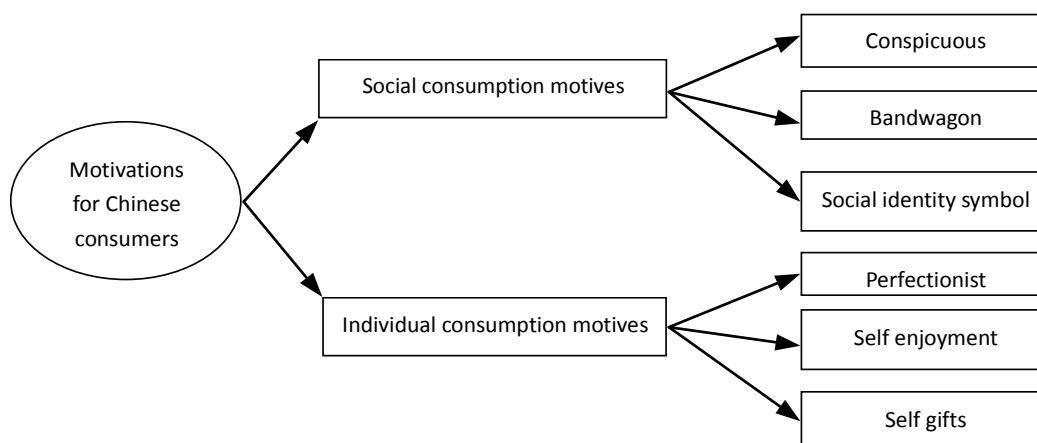 Motivations
for Chinese
consumers
Social consumption motives
Conspicuous
Bandwagon
Social identity symbol
Individual consumption motives
Perfectionist
Self enjoyment
Self gifts